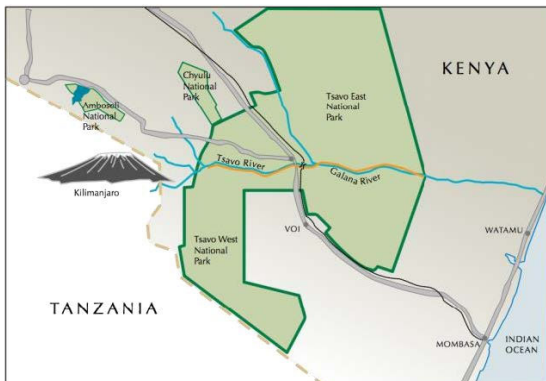 KENYA
Chyulu
National
Park
Tsavo East
National
Park
Amboseli
National
Park
Tsavo River
Galana River
Kilimanjaro
VOI
WATAMU
Tsavo West
National
Park
TANZANIA
MOMBASA
INDIAN
OCEAN